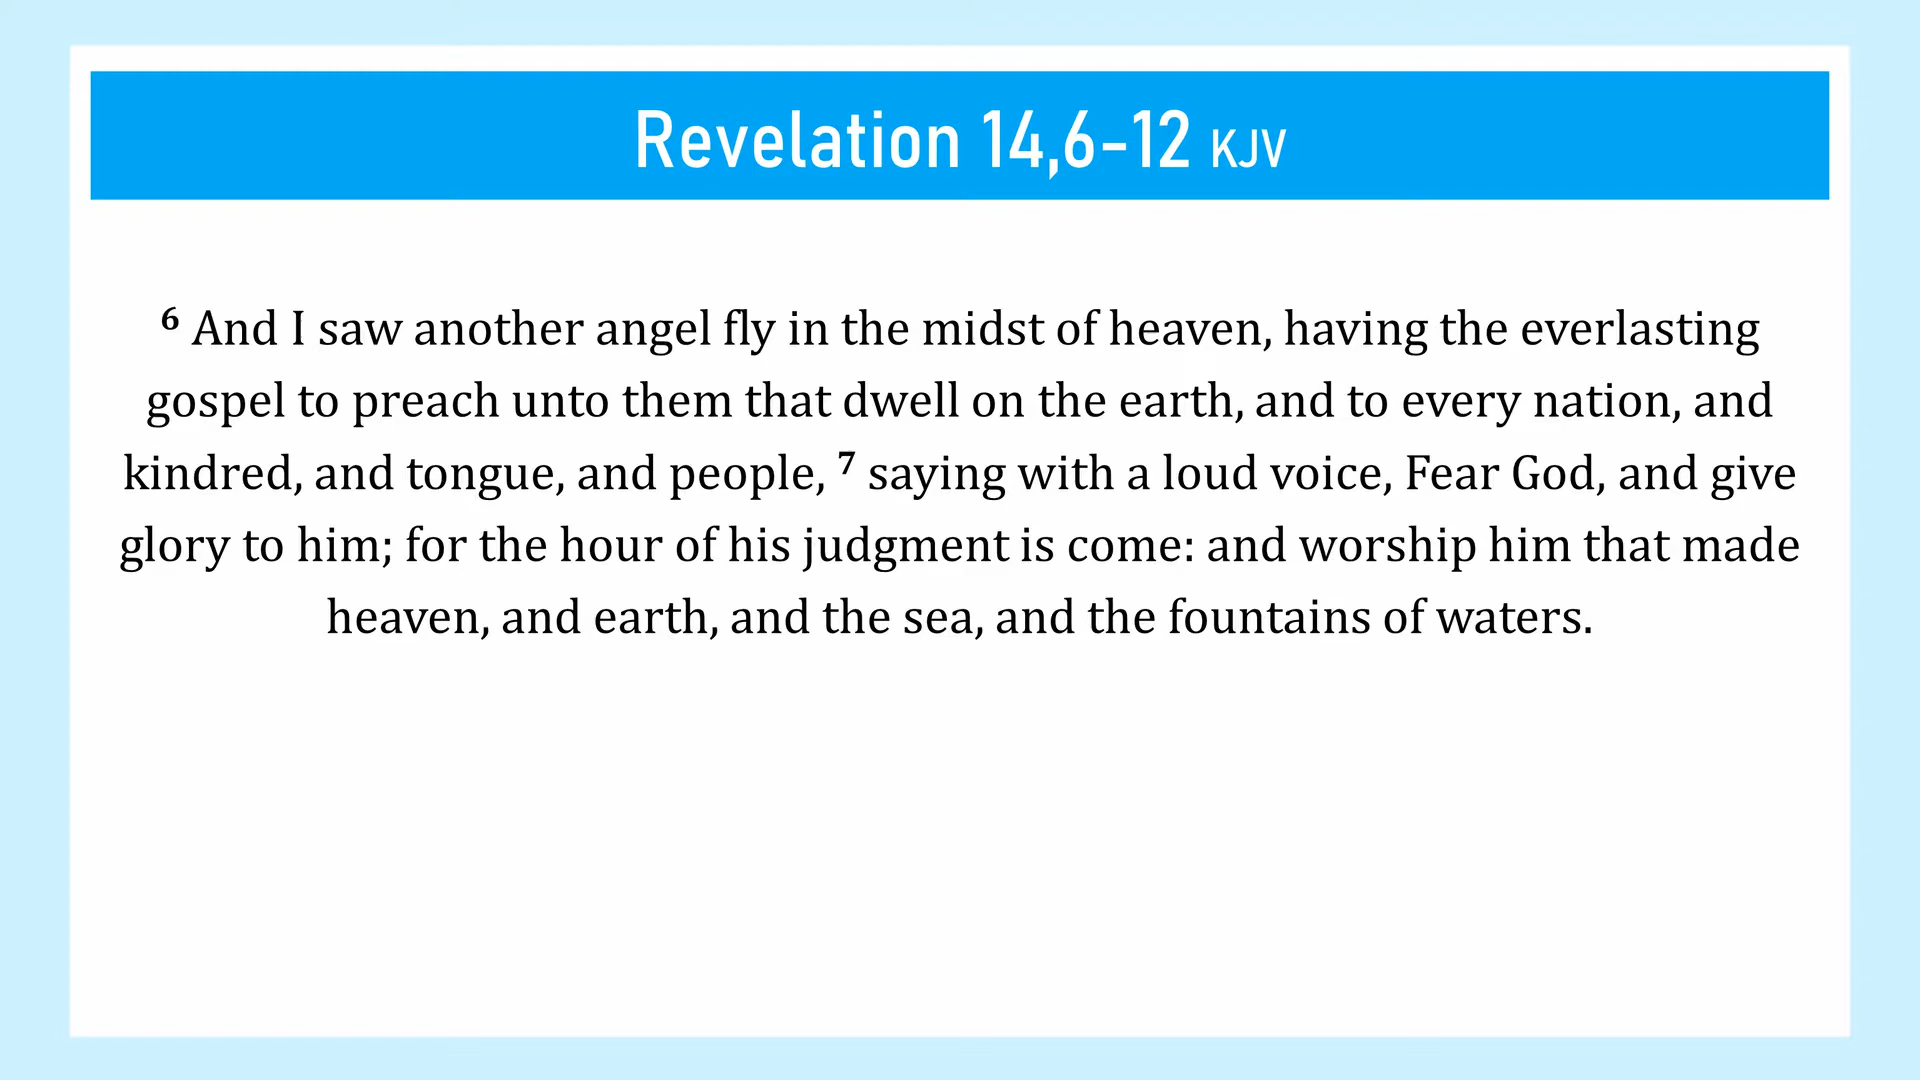 Revelation 14,6-12 KJV
⁶ And I saw another angel fly in the midst of heaven, having the everlasting
gospel to preach unto them that dwell on the earth, and to every nation, and
kindred, and tongue, and people, ⁷ saying with a loud voice, Fear God, and give
glory to him; for the hour of his judgment is come: and worship him that made
heaven, and earth, and the sea, and the fountains of waters.